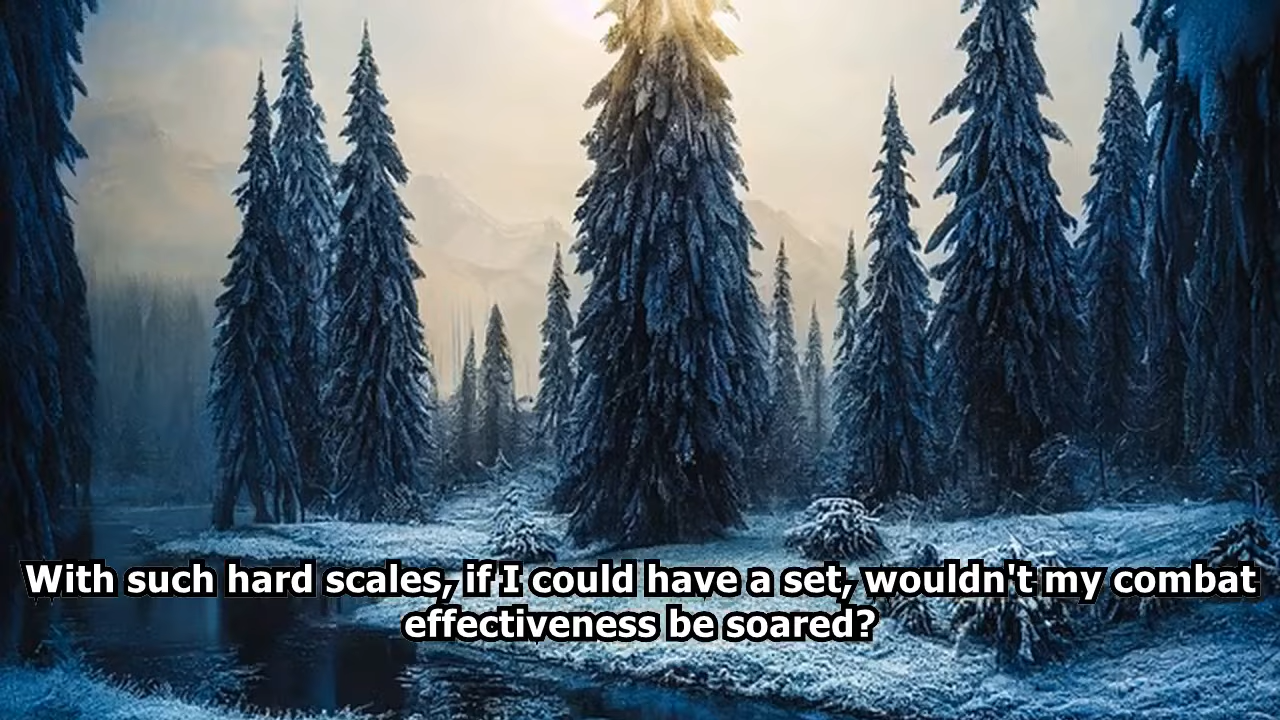 With such hard scales, if I could have a set, wouldn't my combat
effectiveness be soared?